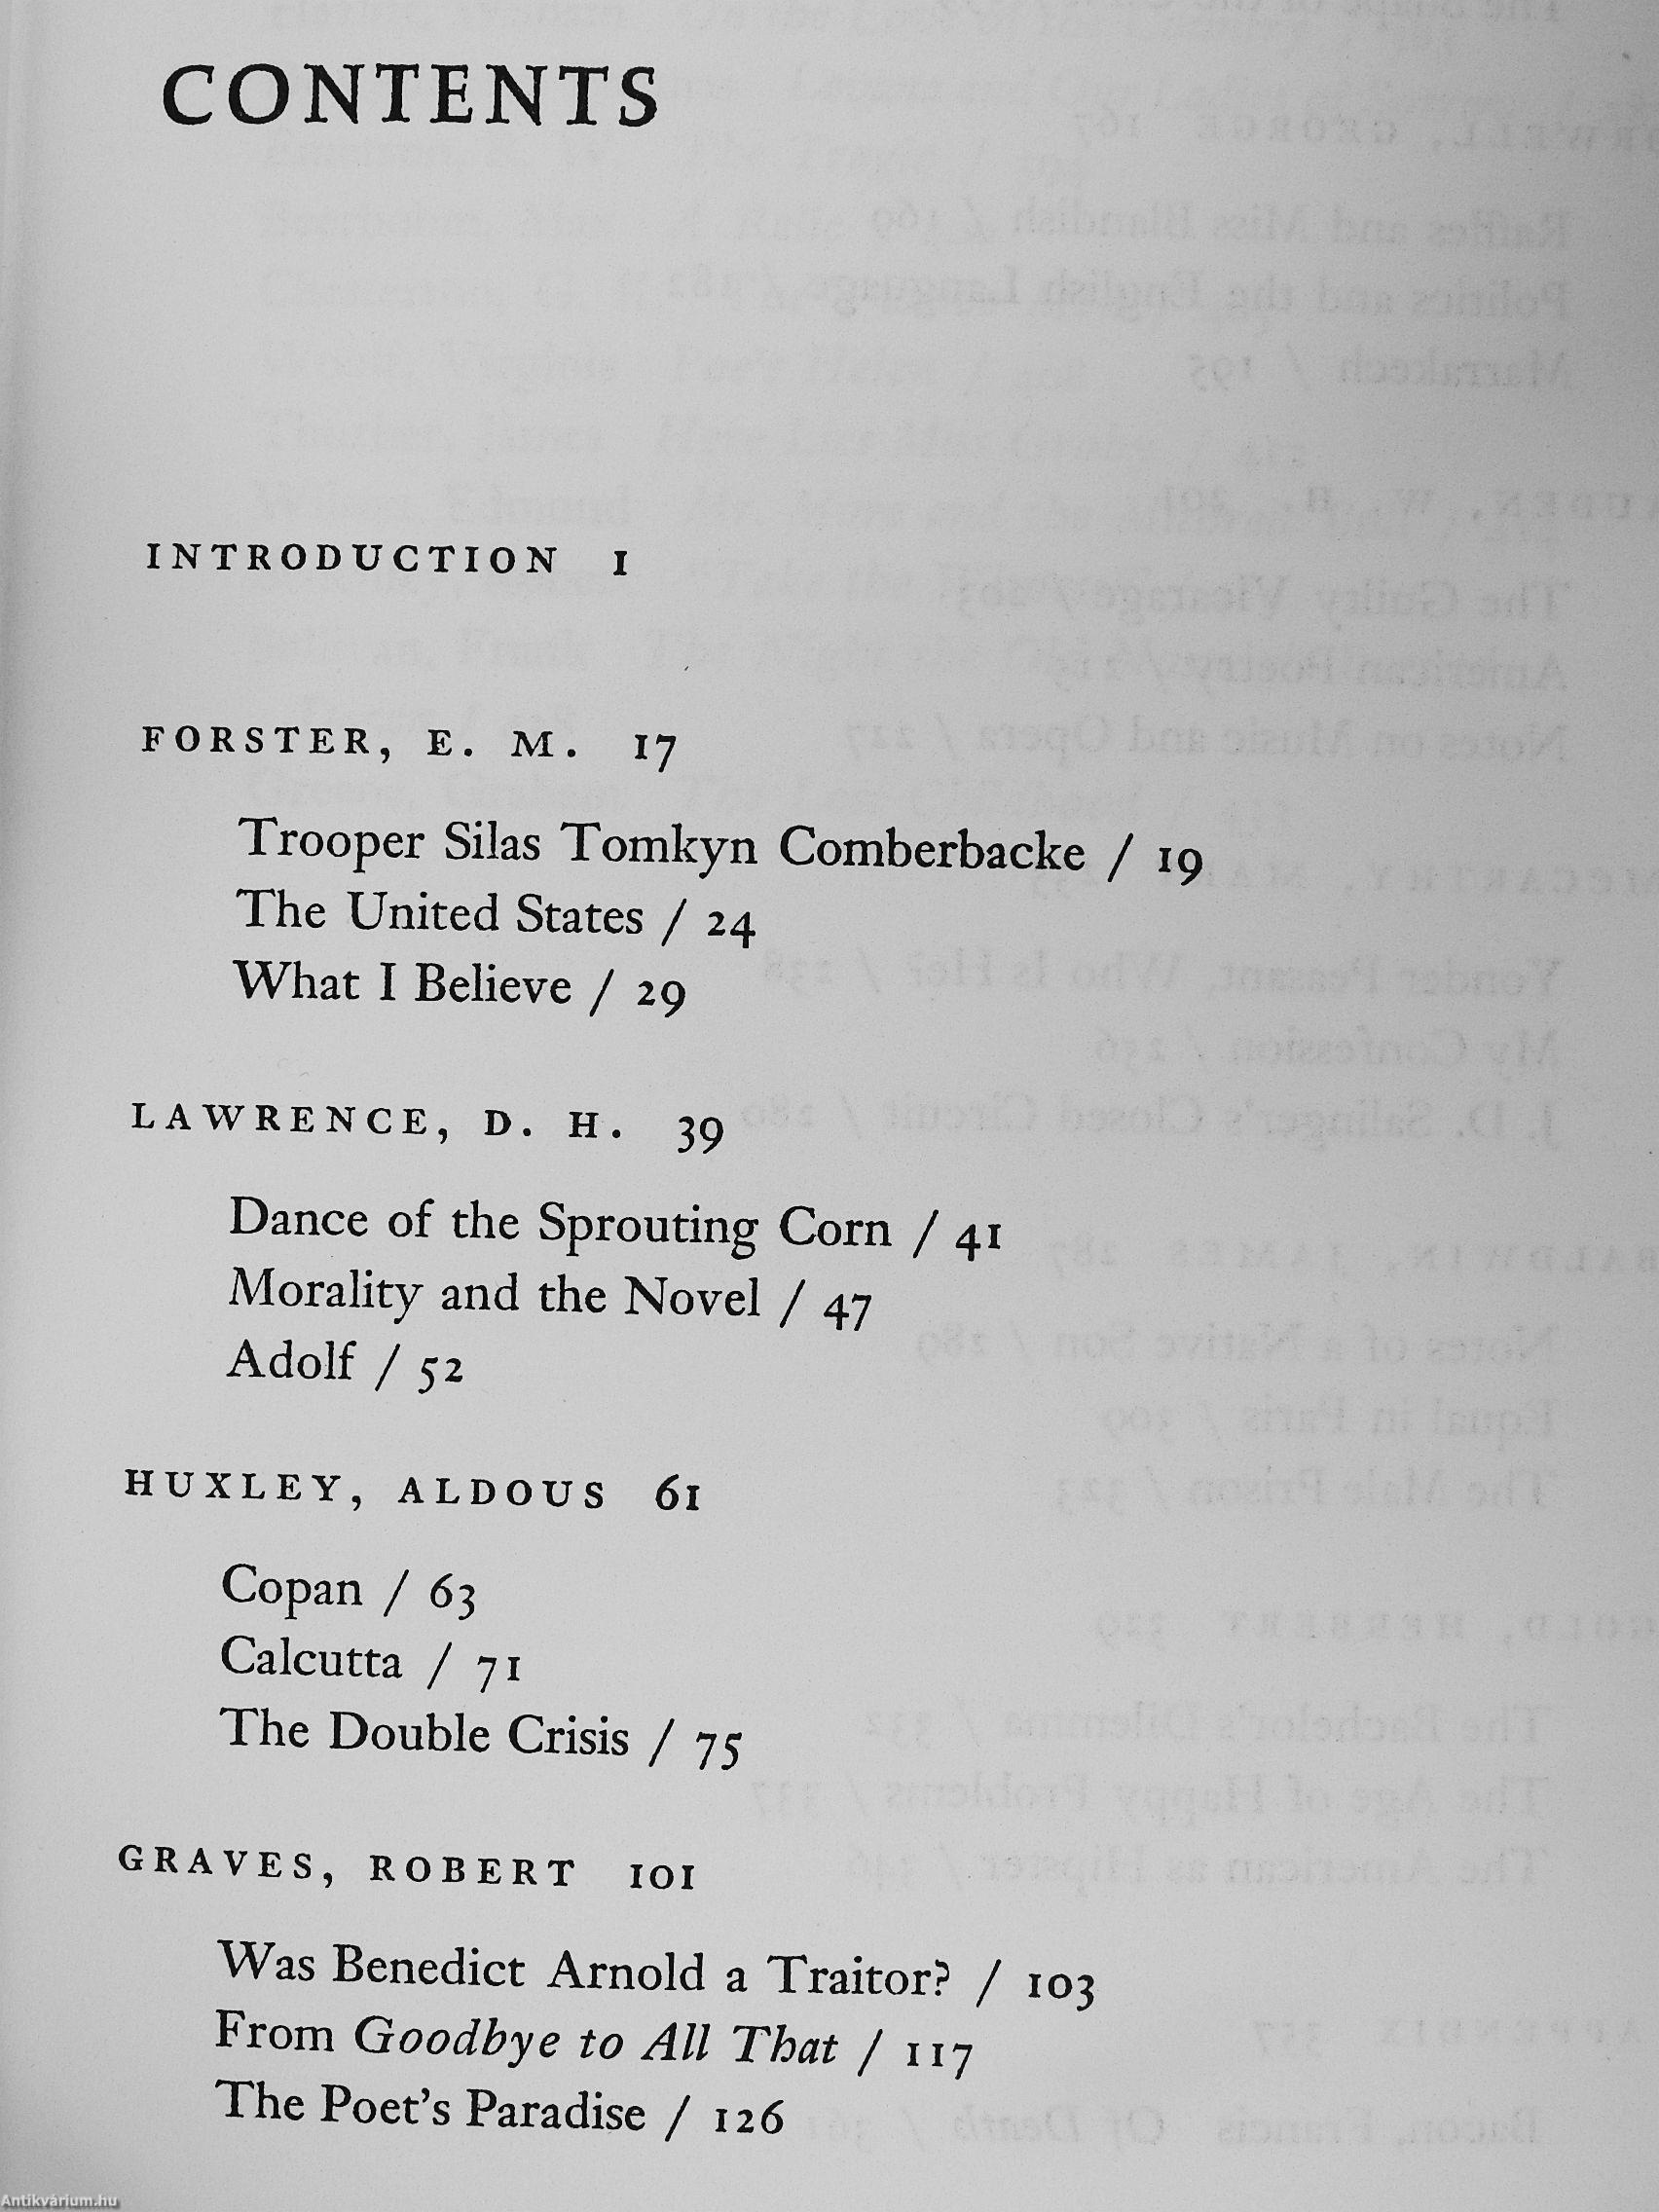 CONTENTS
INTRODUCTION 1
FORSTER, E. M. 17
Trooper Silas Tomkyn Comberbacke / 19
The United States / 24
What I Believe / 29
LAWRENCE, D. H. 39
Dance of the Sprouting Corn / 41
Morality and the Novel / 47
Adolf / 52
HUXLEY, ALDOUS 61
Copan / 63
Calcutta / 71
The Double Crisis / 75
GRAVES, ROBERT 101
Was Benedict Arnold a Traitor? / 103
From Goodbye to All That / 117
The Poet's Paradise / 126
Antikvárium.hu